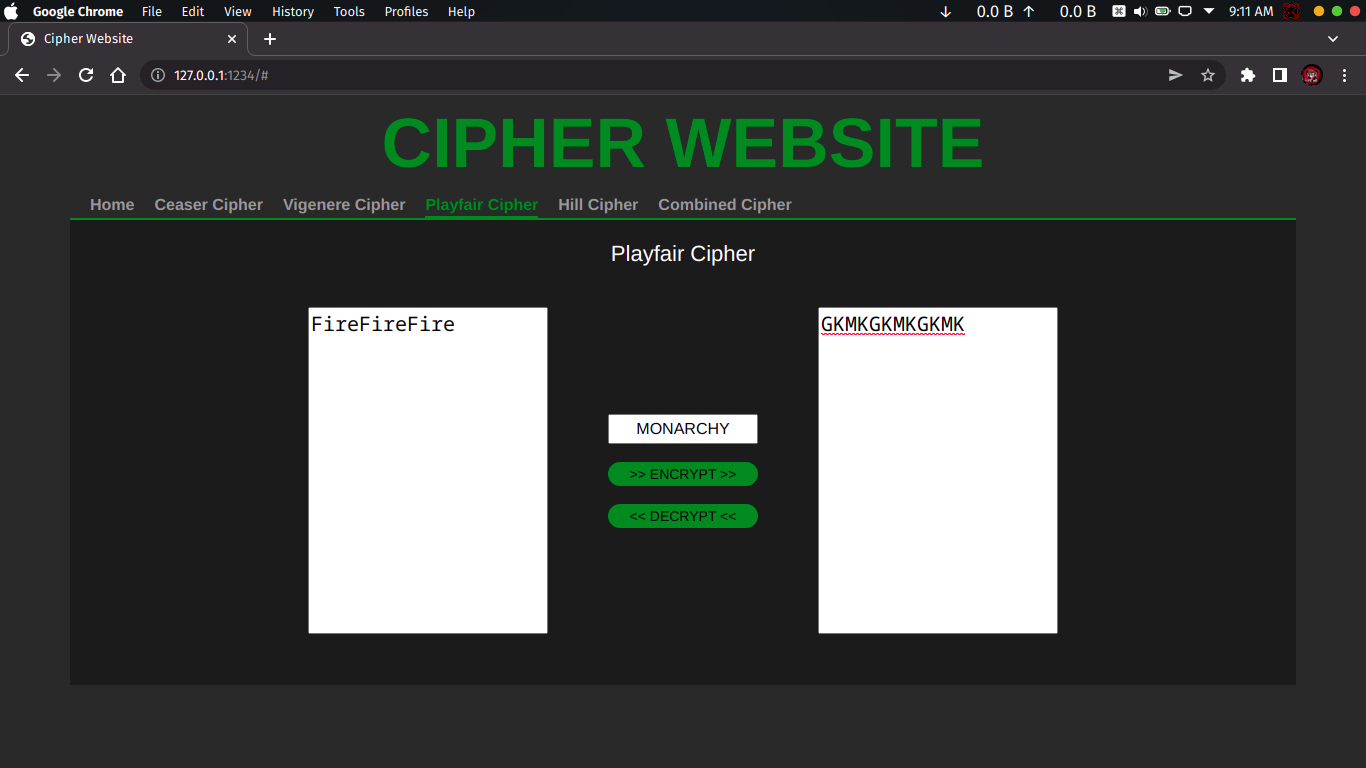 Google Chrome File Edit View History Tools Profiles Help 0.0 B 0.0 B 9:11 AM
Cipher Website
127.0.0.1:1234/#
CIPHER WEBSITE
Home Ceaser Cipher Vigenere Cipher Playfair Cipher Hill Cipher Combined Cipher
Playfair Cipher
FireFireFire
GKMKGKMKGKMK
MONARCHY
>> ENCRYPT >>
<< DECRYPT <<